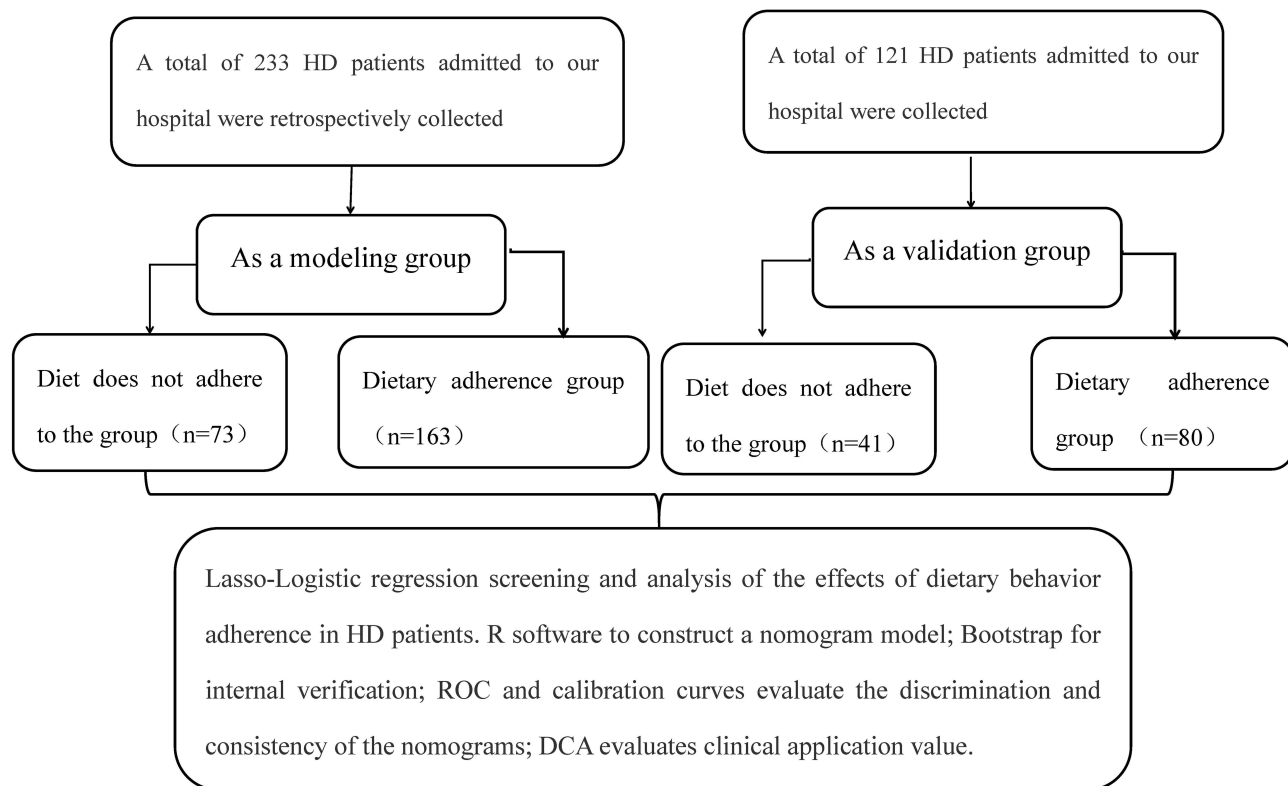 A total of 233 HD patients admitted to our
hospital were retrospectively collected
A total of 121 HD patients admitted to our
hospital were collected
As a modeling group
As a validation group
Diet does not adhere
to the group（n=73）
Dietary adherence group
（n=163）
Diet does not adhere
to the group（n=41）
Dietary adherence
group （n=80）
Lasso-Logistic regression screening and analysis of the effects of dietary behavior
adherence in HD patients. R software to construct a nomogram model; Bootstrap for
internal verification; ROC and calibration curves evaluate the discrimination and
consistency of the nomograms; DCA evaluates clinical application value.